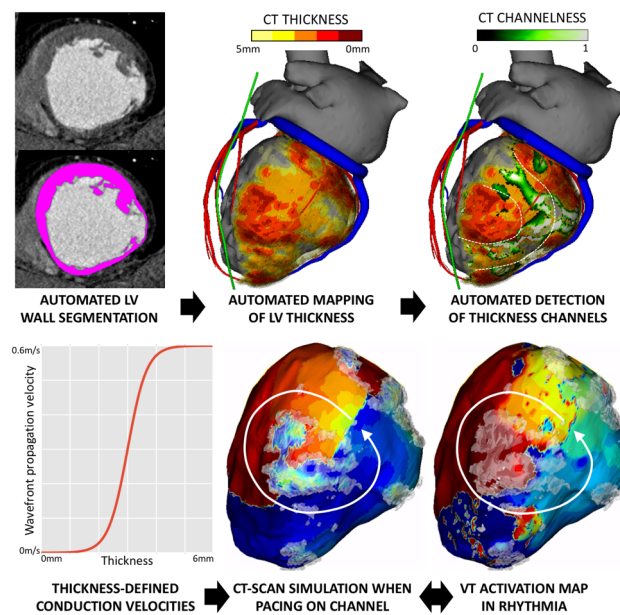 CT THICKNESS
5mm 0mm
CT CHANNELNESS
0 1
AUTOMATED LV
WALL SEGMENTATION
AUTOMATED MAPPING
OF LV THICKNESS
AUTOMATED DETECTION
OF THICKNESS CHANNELS
0.6m/s
Wavefront propagation velocity
0m/s
0mm Thickness 6mm
THICKNESS-DEFINED
CONDUCTION VELOCITIES
CT-SCAN SIMULATION WHEN
PACING ON CHANNEL
VT ACTIVATION MAP
IN RHYTHMIA